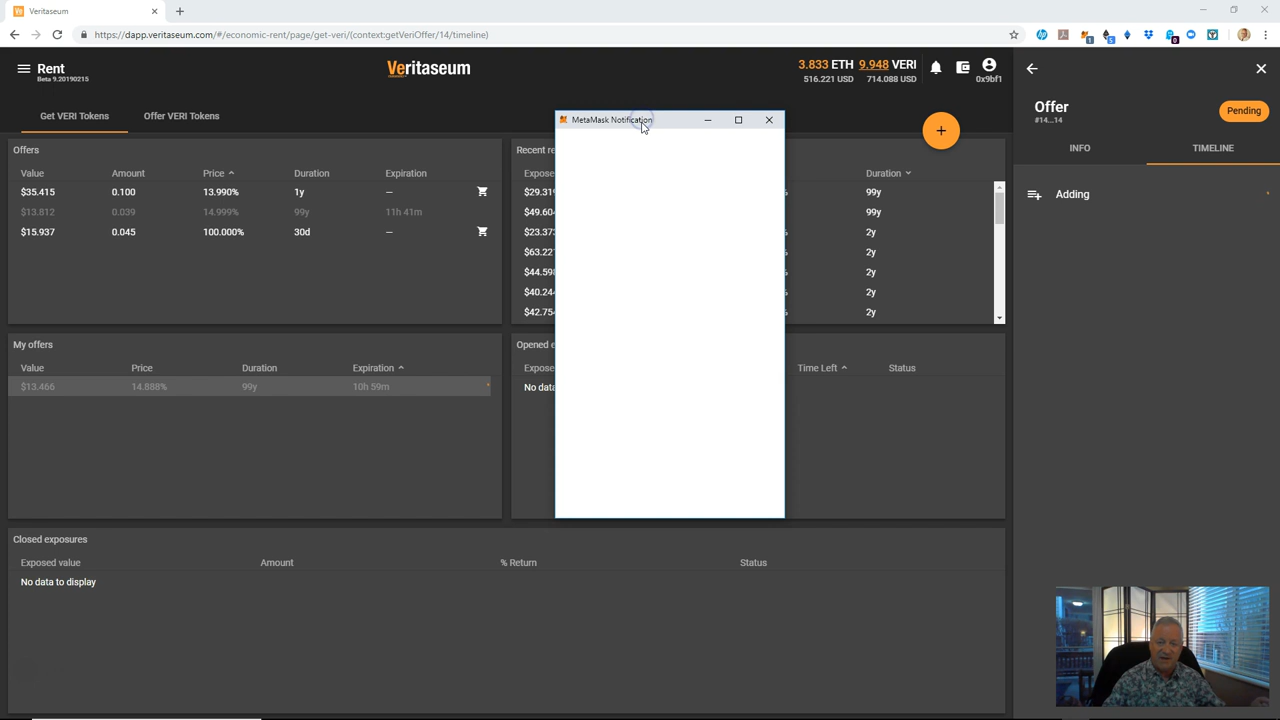 Veritaseum
https://dapp.veritaseum.com/#/economic-rent/page/get-veri/(context:getVeriOffer/14/timeline)
Rent
Beta 9.20190215
Veritaseum
3.833 ETH 9.948 VERI
516.221 USD 714.088 USD
0x9bf1
Get VERI Tokens Offer VERI Tokens
MetaMask Notification
Offer
#14...14
Pending
INFO TIMELINE
Adding
Offers
Value Amount Price Duration Expiration
$35.415 0.100 13.990% 1y –
$13.812 0.039 14.999% 99y 11h 41m
$15.937 0.045 100.000% 30d –
Recent re
Expose Duration
$29.319 99y
$49.604 99y
$23.373 2y
$63.22 2y
$44.598 2y
$40.244 2y
$42.754 2y
My offers
Value Price Duration Expiration
$13.466 14.888% 99y 10h 59m
Opened e
Expose Time Left Status
No data
Closed exposures
Exposed value Amount % Return Status
No data to display